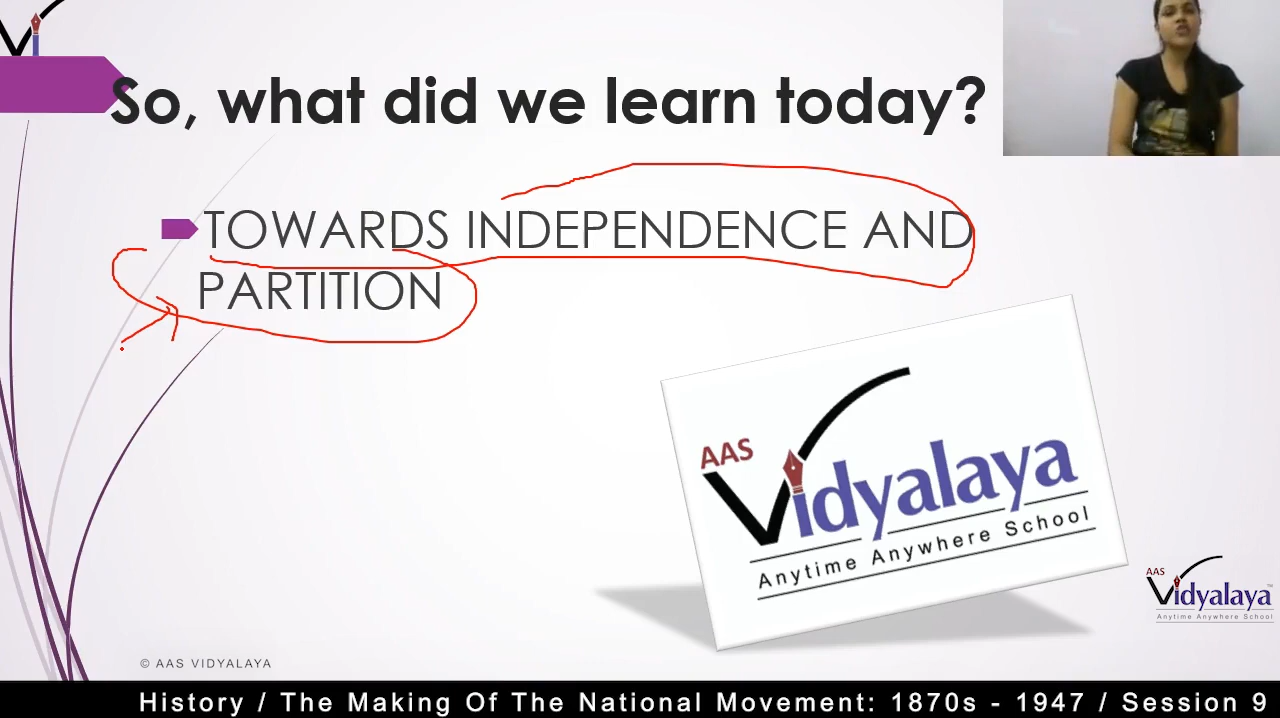 So, what did we learn today?
TOWARDS INDEPENDENCE AND
PARTITION
AAS
Vidyalaya
Anytime Anywhere School
AAS
Vidyalaya
Anytime Anywhere School
© AAS VIDYALAYA
History / The Making Of The National Movement: 1870s - 1947 / Session 9